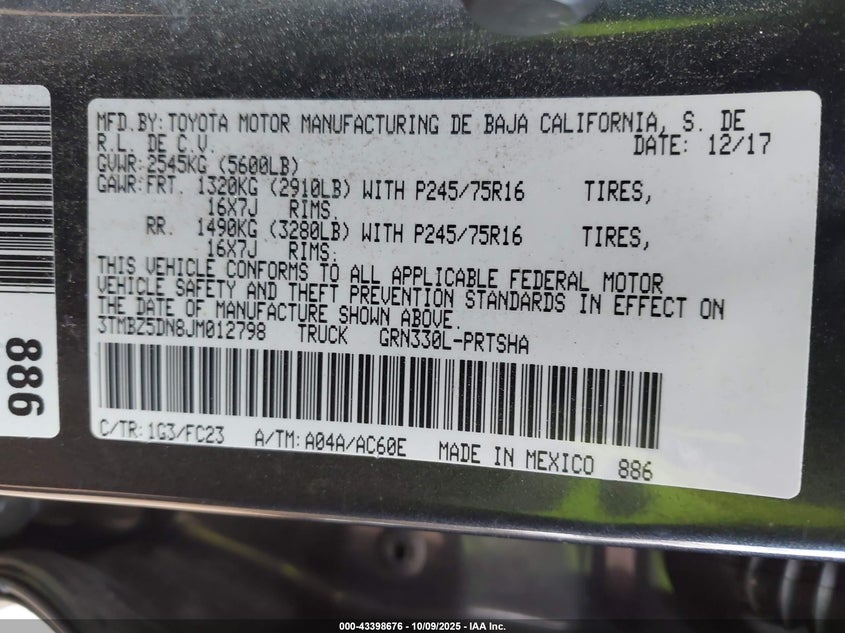 MFD.BY:TOYOTA MOTOR MANUFACTURING DE BAJA CALIFORNIA, S. DE
R.L. DE C.V. DATE: 12/17
GVWR:2545KG (5600LB)
GAWR:FRT. 1320KG (2910LB) WITH P245/75R16 TIRES,
16X7J RIMS.
RR. 1490KG (3280LB) WITH P245/75R16 TIRES,
16X7J RIMS.
THIS VEHICLE CONFORMS TO ALL APPLICABLE FEDERAL MOTOR
VEHICLE SAFETY AND THEFT PREVENTION STANDARDS IN EFFECT ON
THE DATE OF MANUFACTURE SHOWN ABOVE.
3TMBZ5DN8JM012798 TRUCK GRN330L-PRTSHA
C/TR:1G3/FC23 A/TM:A04A/AC60E MADE IN MEXICO 886
886
000-43398676 - 10/09/2025 - IAA Inc.